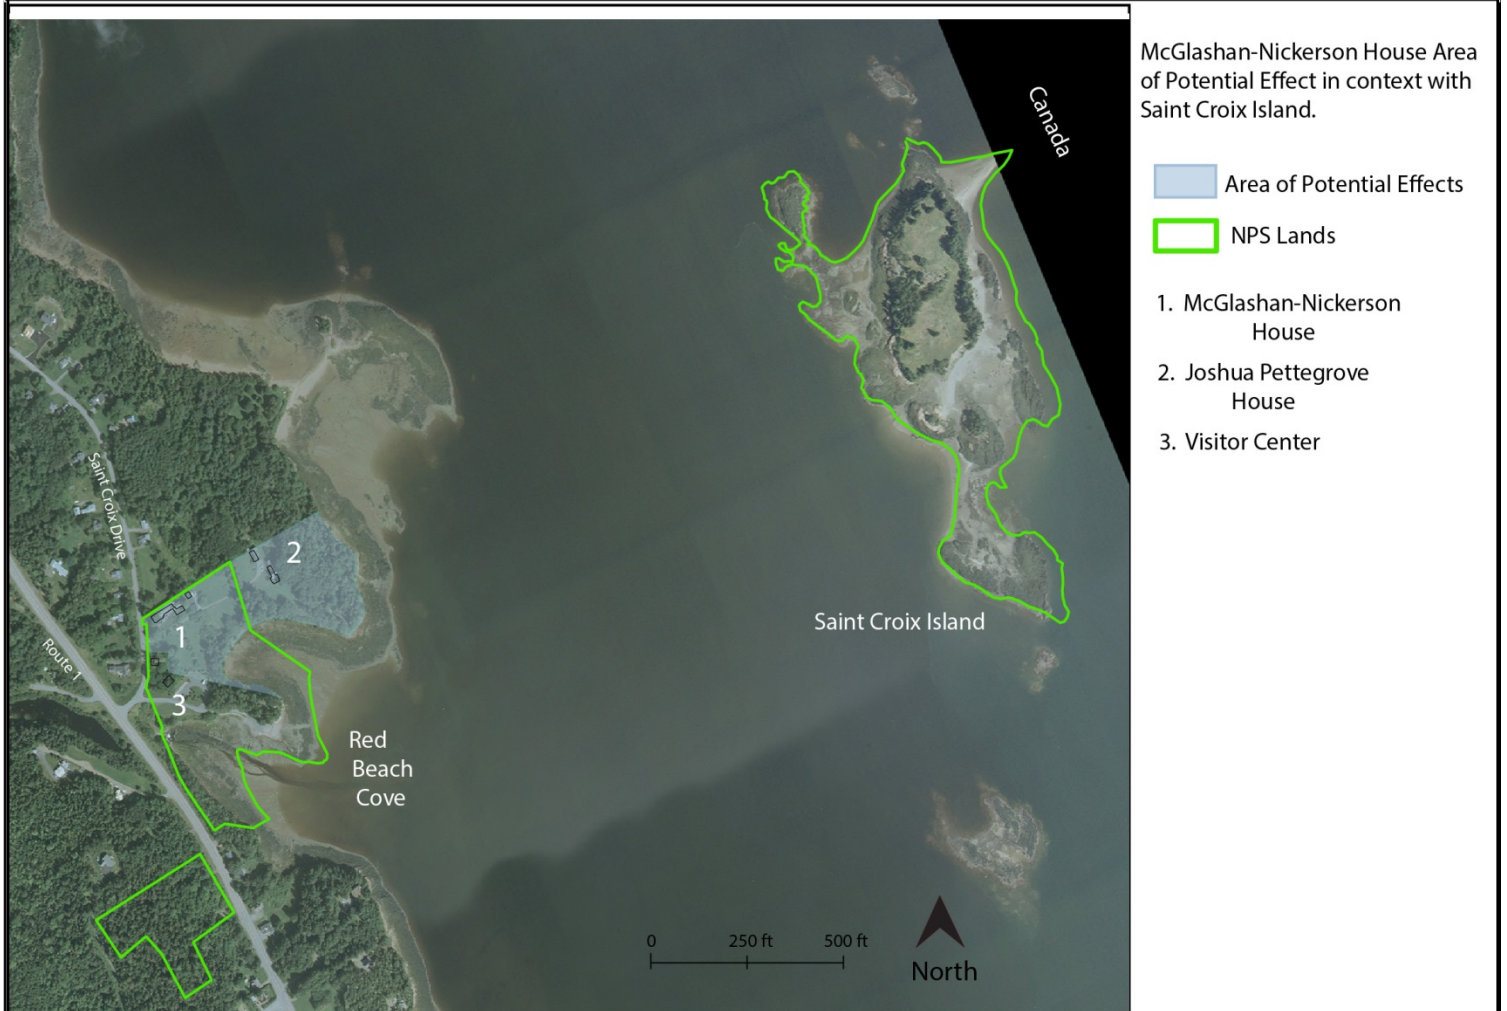 McGlashan-Nickerson House Area
of Potential Effect in context with
Saint Croix Island.
Area of Potential Effects
NPS Lands
1. McGlashan-Nickerson
House
2. Joshua Pettegrove
House
3. Visitor Center
Canada
Saint Croix Drive
2
1
Route 1
3
Saint Croix Island
Red
Beach
Cove
0 250 ft 500 ft
North